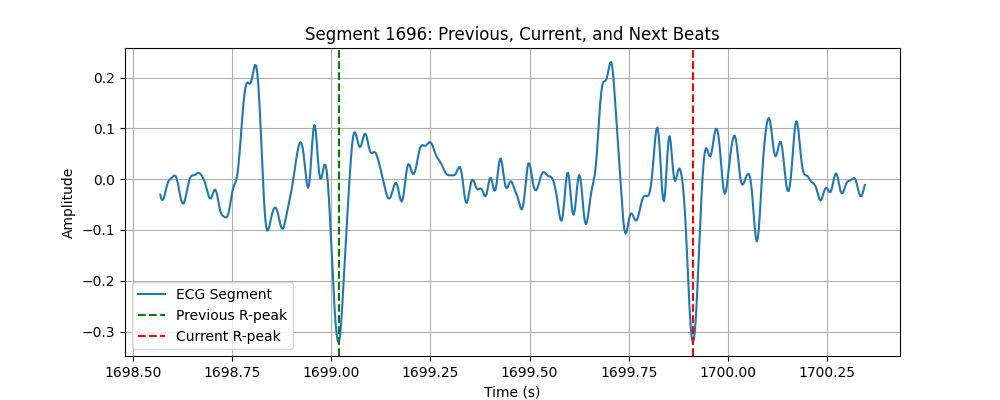 Segment 1696: Previous, Current, and Next Beats
Amplitude
0.2
0.1
0.0
−0.1
−0.2
−0.3
ECG Segment
Previous R-peak
Current R-peak
1698.50 1698.75 1699.00 1699.25 1699.50 1699.75 1700.00 1700.25
Time (s)